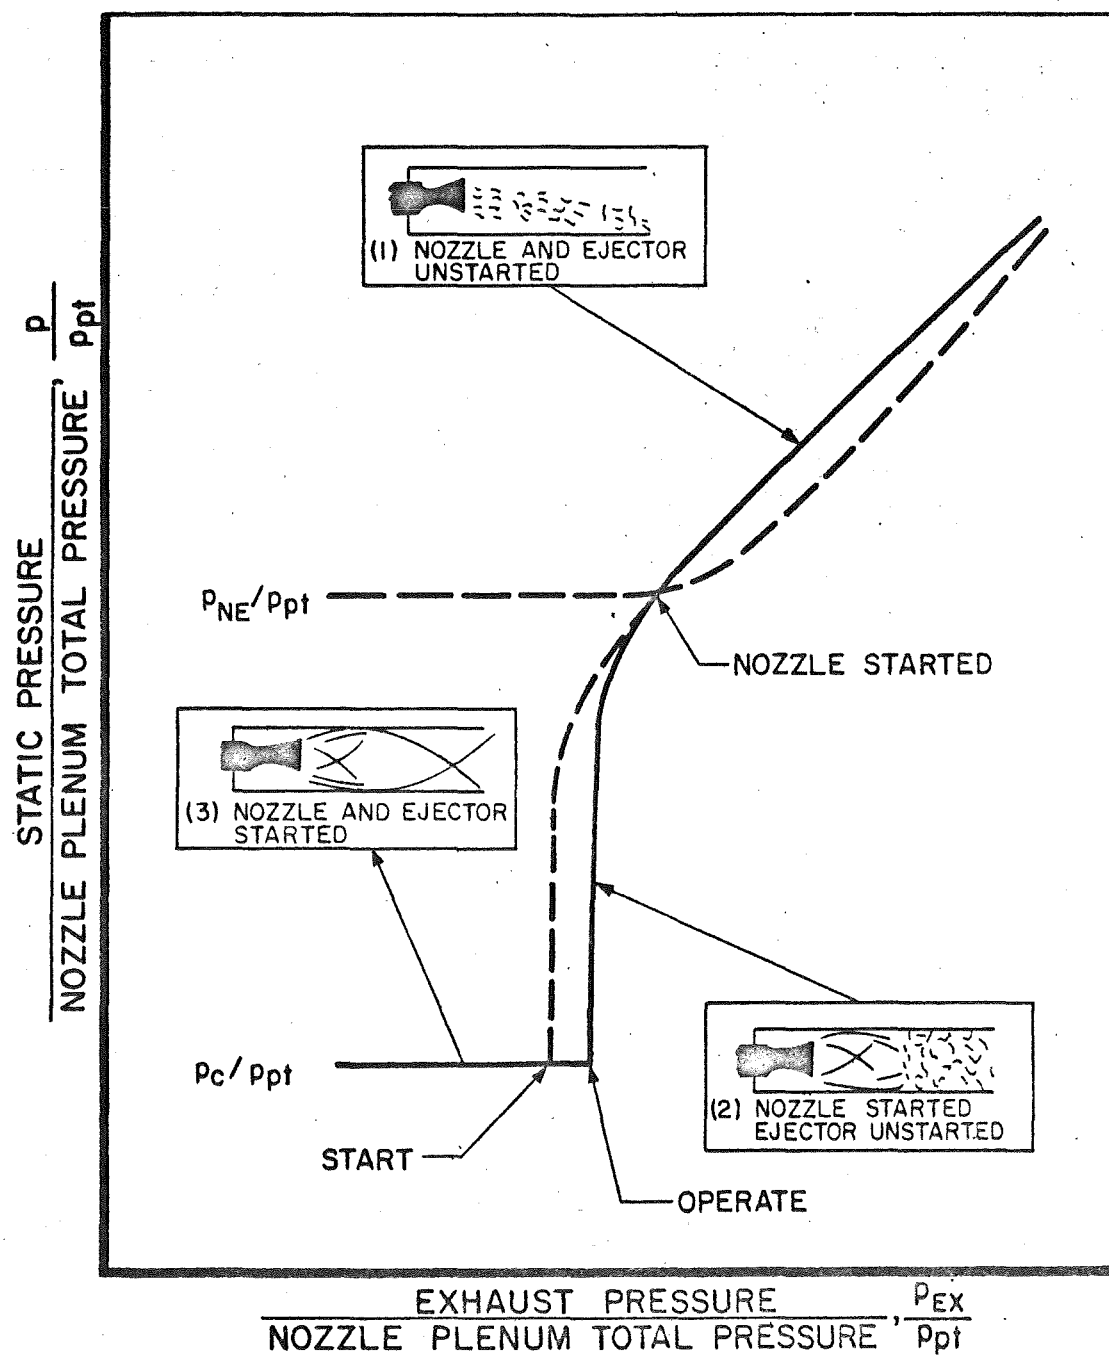 (1) NOZZLE AND EJECTOR
UNSTARTED
STATIC PRESSURE
NOZZLE PLENUM TOTAL PRESSURE, p
ppt
pNE/ppt
NOZZLE STARTED
(3) NOZZLE AND EJECTOR
STARTED
pC/ppt
(2) NOZZLE STARTED
EJECTOR UNSTARTED
START
OPERATE
EXHAUST PRESSURE
NOZZLE PLENUM TOTAL PRESSURE, pEX
ppt